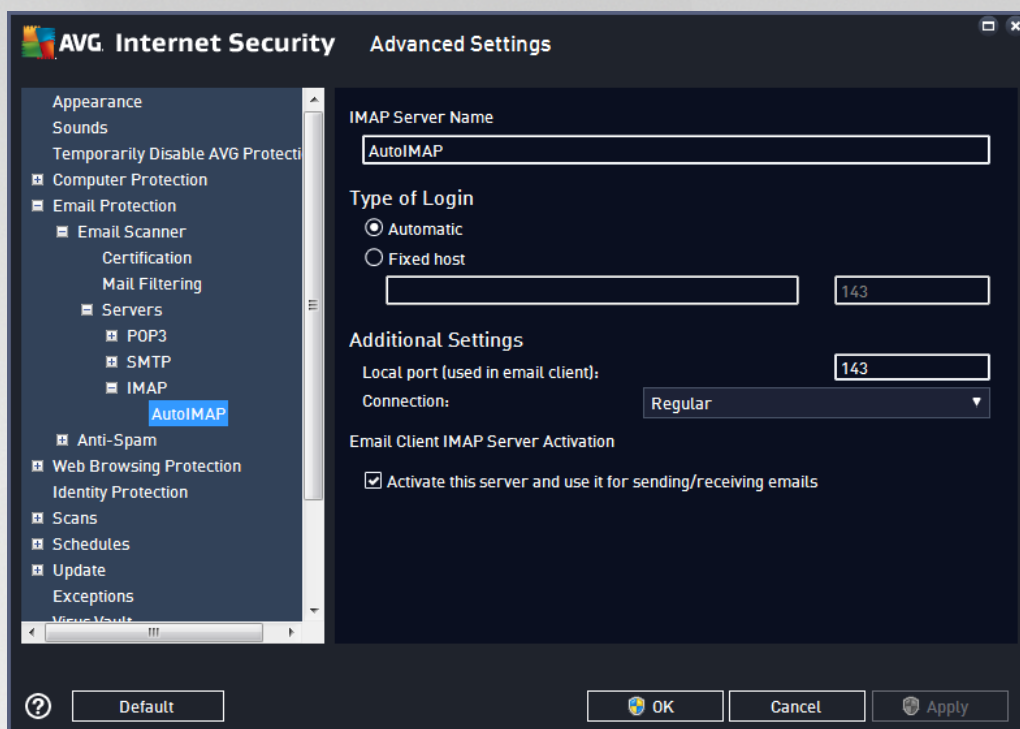 AVG. Internet Security Advanced Settings
Appearance
Sounds
Temporarily Disable AVG Protecti
Computer Protection
Email Protection
Email Scanner
Certification
Mail Filtering
Servers
POP3
SMTP
IMAP
AutoIMAP
Anti-Spam
Web Browsing Protection
Identity Protection
Scans
Schedules
Update
Exceptions
Virus Vault
IMAP Server Name
AutoIMAP
Type of Login
Automatic
Fixed host
143
Additional Settings
Local port (used in email client): 143
Connection: Regular
Email Client IMAP Server Activation
Activate this server and use it for sending/receiving emails
Default OK Cancel Apply